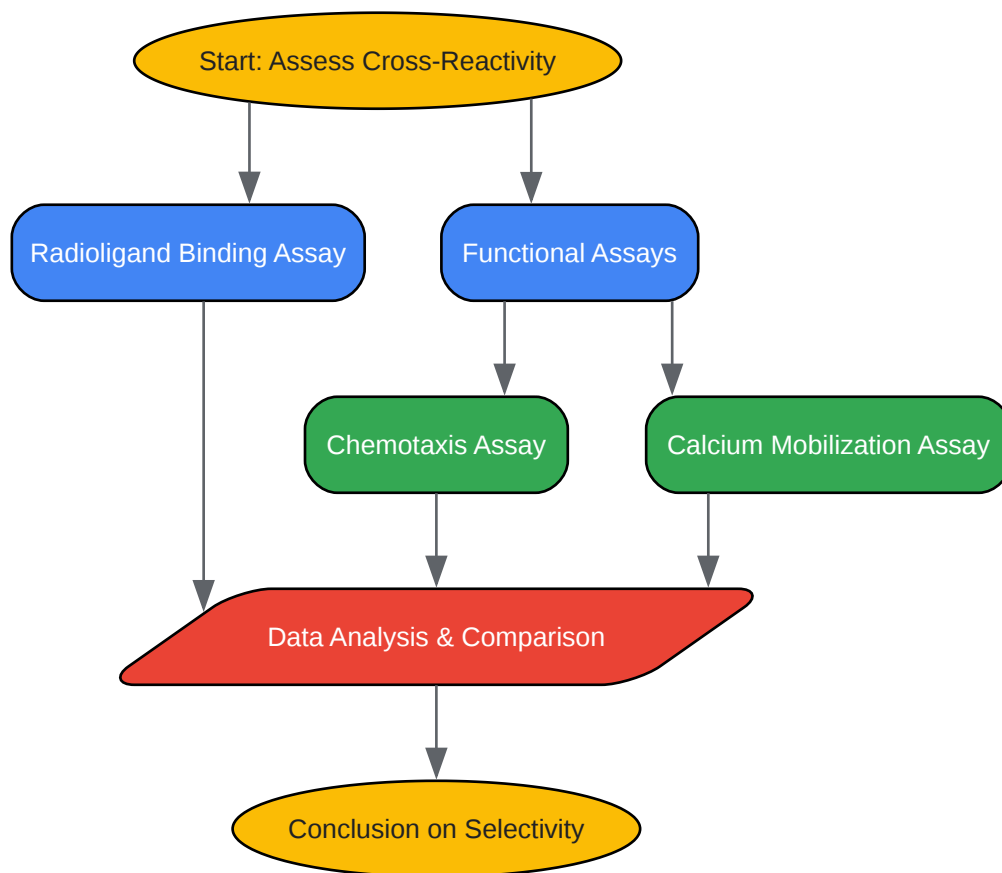 Start: Assess Cross-Reactivity
Radioligand Binding Assay
Functional Assays
Chemotaxis Assay
Calcium Mobilization Assay
Data Analysis & Comparison
Conclusion on Selectivity